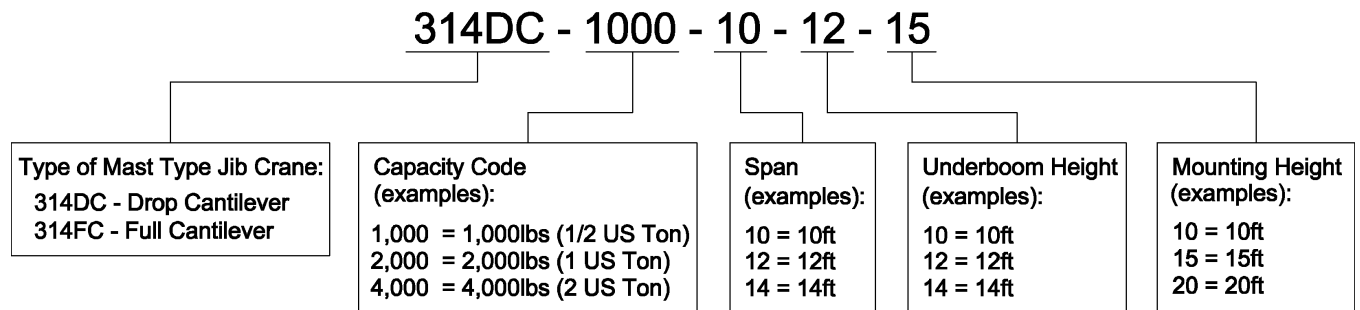 314DC - 1000 - 10 - 12 - 15
Type of Mast Type Jib Crane:
314DC - Drop Cantilever
314FC - Full Cantilever
Capacity Code
(examples):
1,000 = 1,000lbs (1/2 US Ton)
2,000 = 2,000lbs (1 US Ton)
4,000 = 4,000lbs (2 US Ton)
Span
(examples):
10 = 10ft
12 = 12ft
14 = 14ft
Underboom Height
(examples):
10 = 10ft
12 = 12ft
14 = 14ft
Mounting Height
(examples):
10 = 10ft
15 = 15ft
20 = 20ft